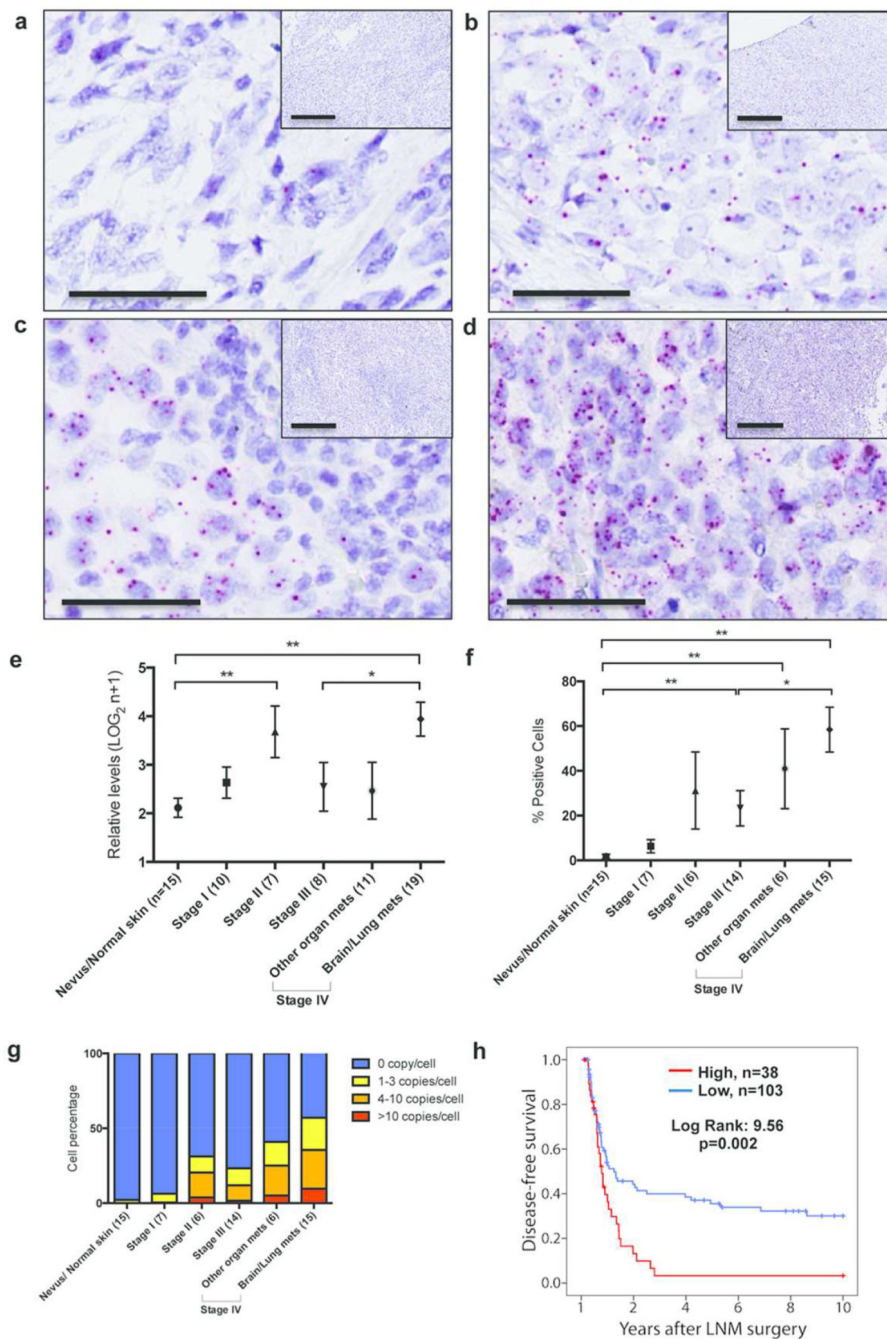 a
b
c
d
e
**
**
*
5
4
3
2
1
Relative levels (LOG2 n+1)
Nevus/Normal skin (n=15)
Stage I (10)
Stage II (7)
Stage III (8)
Other organ mets (11)
Brain/Lung mets (19)
Stage IV
f
**
**
**
*
80
60
40
20
0
% Positive Cells
Nevus/Normal skin (n=15)
Stage I (7)
Stage II (6)
Stage III (14)
Other organ mets (6)
Brain/Lung mets (15)
Stage IV
g
100
50
0
Cell percentage
0 copy/cell
1-3 copies/cell
4-10 copies/cell
>10 copies/cell
Nevus/ Normal skin (15)
Stage I (7)
Stage II (6)
Stage III (14)
Other organ mets (6)
Brain/Lung mets (15)
Stage IV
h
High, n=38
Low, n=103
Log Rank: 9.56
p=0.002
1.0
0.8
0.6
0.4
0.2
0.0
Disease-free survival
1 2 4 6 8 10
Years after LNM surgery